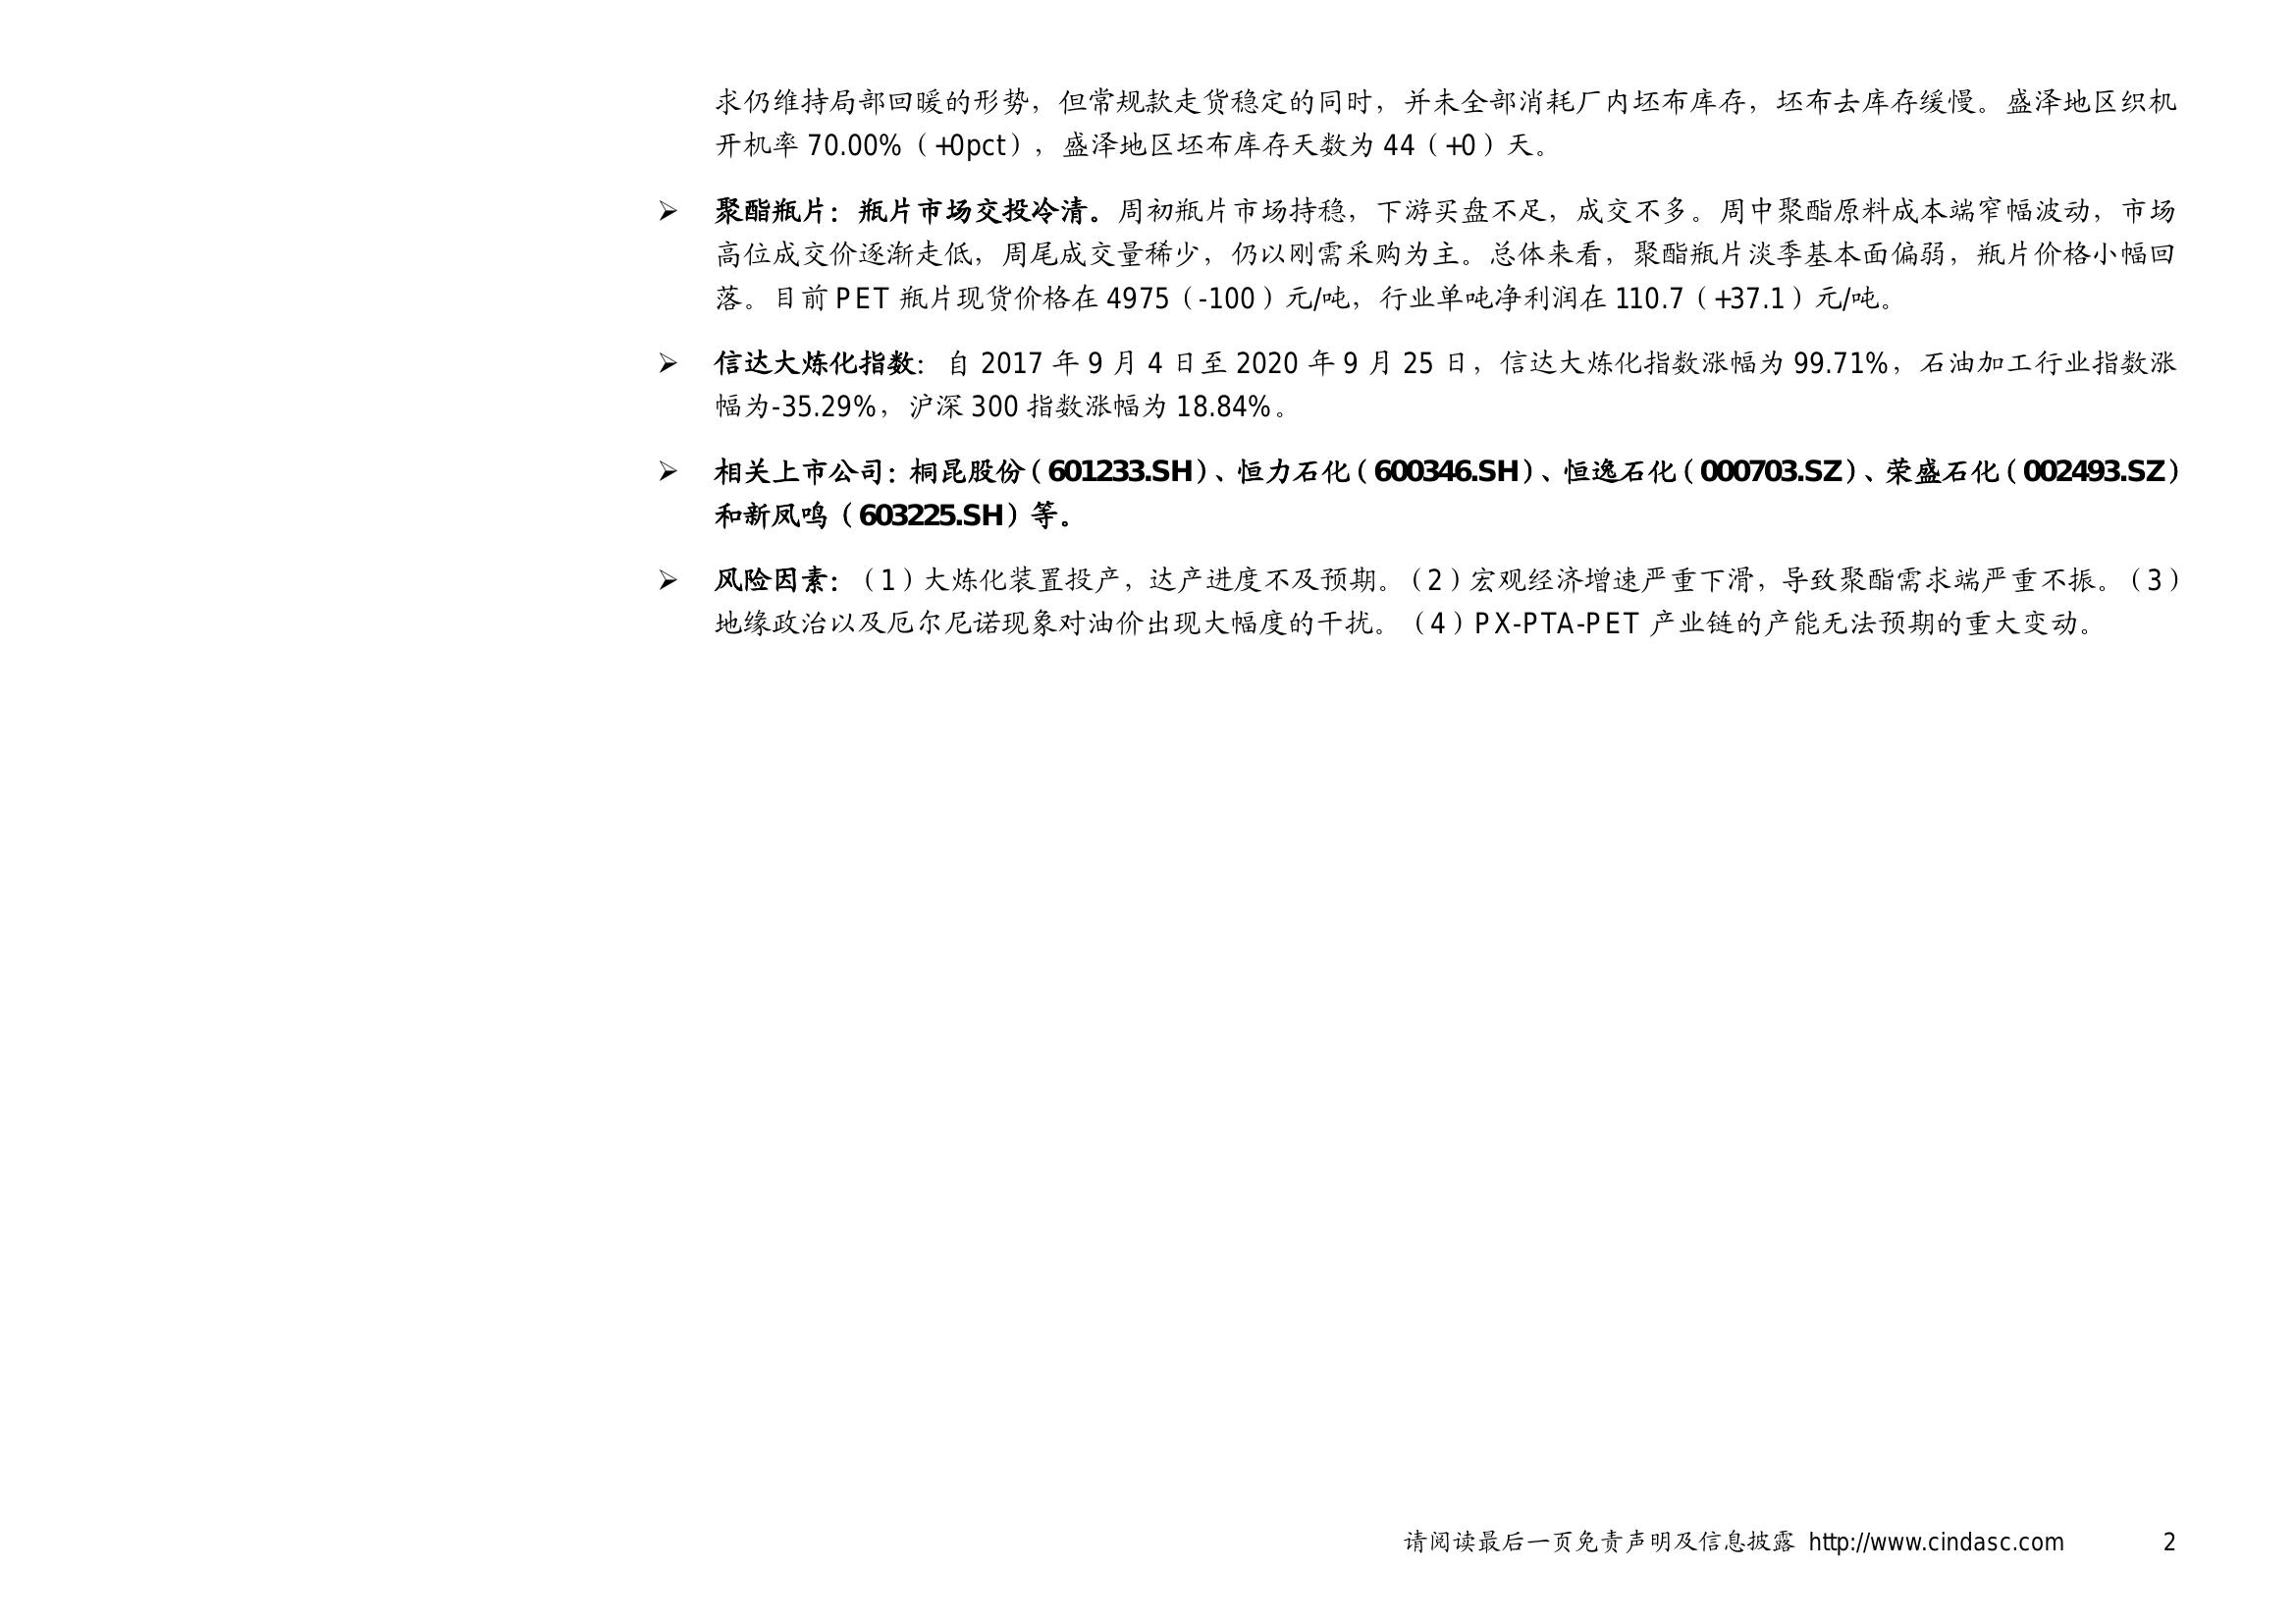 求仍维持局部回暖的形势，但常规款走货稳定的同时，并未全部消耗厂内坯布库存，坯布去库存缓慢。盛泽地区织机
开机率 70.00%（+0pct），盛泽地区坯布库存天数为 44（+0）天。
➢ 聚酯瓶片：瓶片市场交投冷清。周初瓶片市场持稳，下游买盘不足，成交不多。周中聚酯原料成本端窄幅波动，市场
高位成交价逐渐走低，周尾成交量稀少，仍以刚需采购为主。总体来看，聚酯瓶片淡季基本面偏弱，瓶片价格小幅回
落。目前 PET 瓶片现货价格在 4975（-100）元/吨，行业单吨净利润在 110.7（+37.1）元/吨。
➢ 信达大炼化指数：自 2017 年 9 月 4 日至 2020 年 9 月 25 日，信达大炼化指数涨幅为 99.71%，石油加工行业指数涨
幅为-35.29%，沪深 300 指数涨幅为 18.84%。
➢ 相关上市公司：桐昆股份（601233.SH）、恒力石化（600346.SH）、恒逸石化（000703.SZ）、荣盛石化（002493.SZ）
和新凤鸣（603225.SH）等。
➢ 风险因素：（1）大炼化装置投产，达产进度不及预期。（2）宏观经济增速严重下滑，导致聚酯需求端严重不振。（3）
地缘政治以及厄尔尼诺现象对油价出现大幅度的干扰。（4）PX-PTA-PET 产业链的产能无法预期的重大变动。
请阅读最后一页免责声明及信息披露 http://www.cindasc.com 2